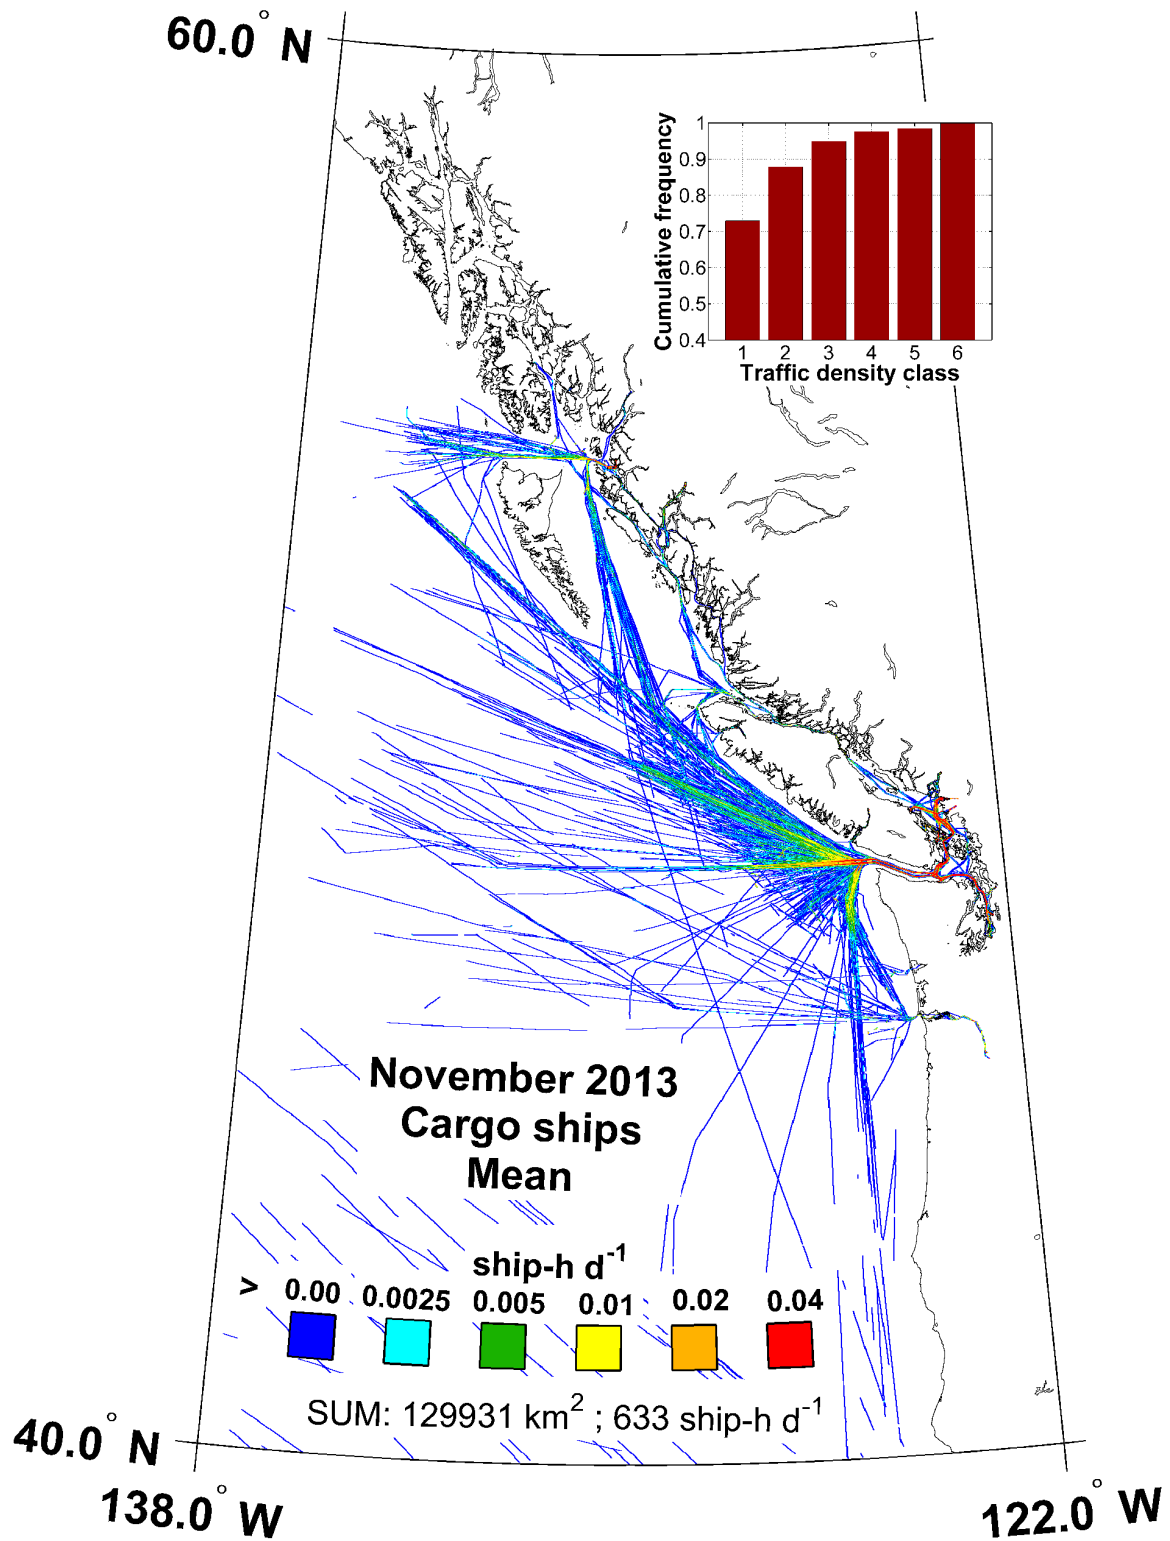 60.0° N
Cumulative frequency
1
0.9
0.8
0.7
0.6
0.5
0.4
1 2 3 4 5 6
Traffic density class
November 2013
Cargo ships
Mean
ship-h d⁻¹
> 0.00 0.0025 0.005 0.01 0.02 0.04
SUM: 129931 km² ; 633 ship-h d⁻¹
40.0° N
138.0° W
122.0° W